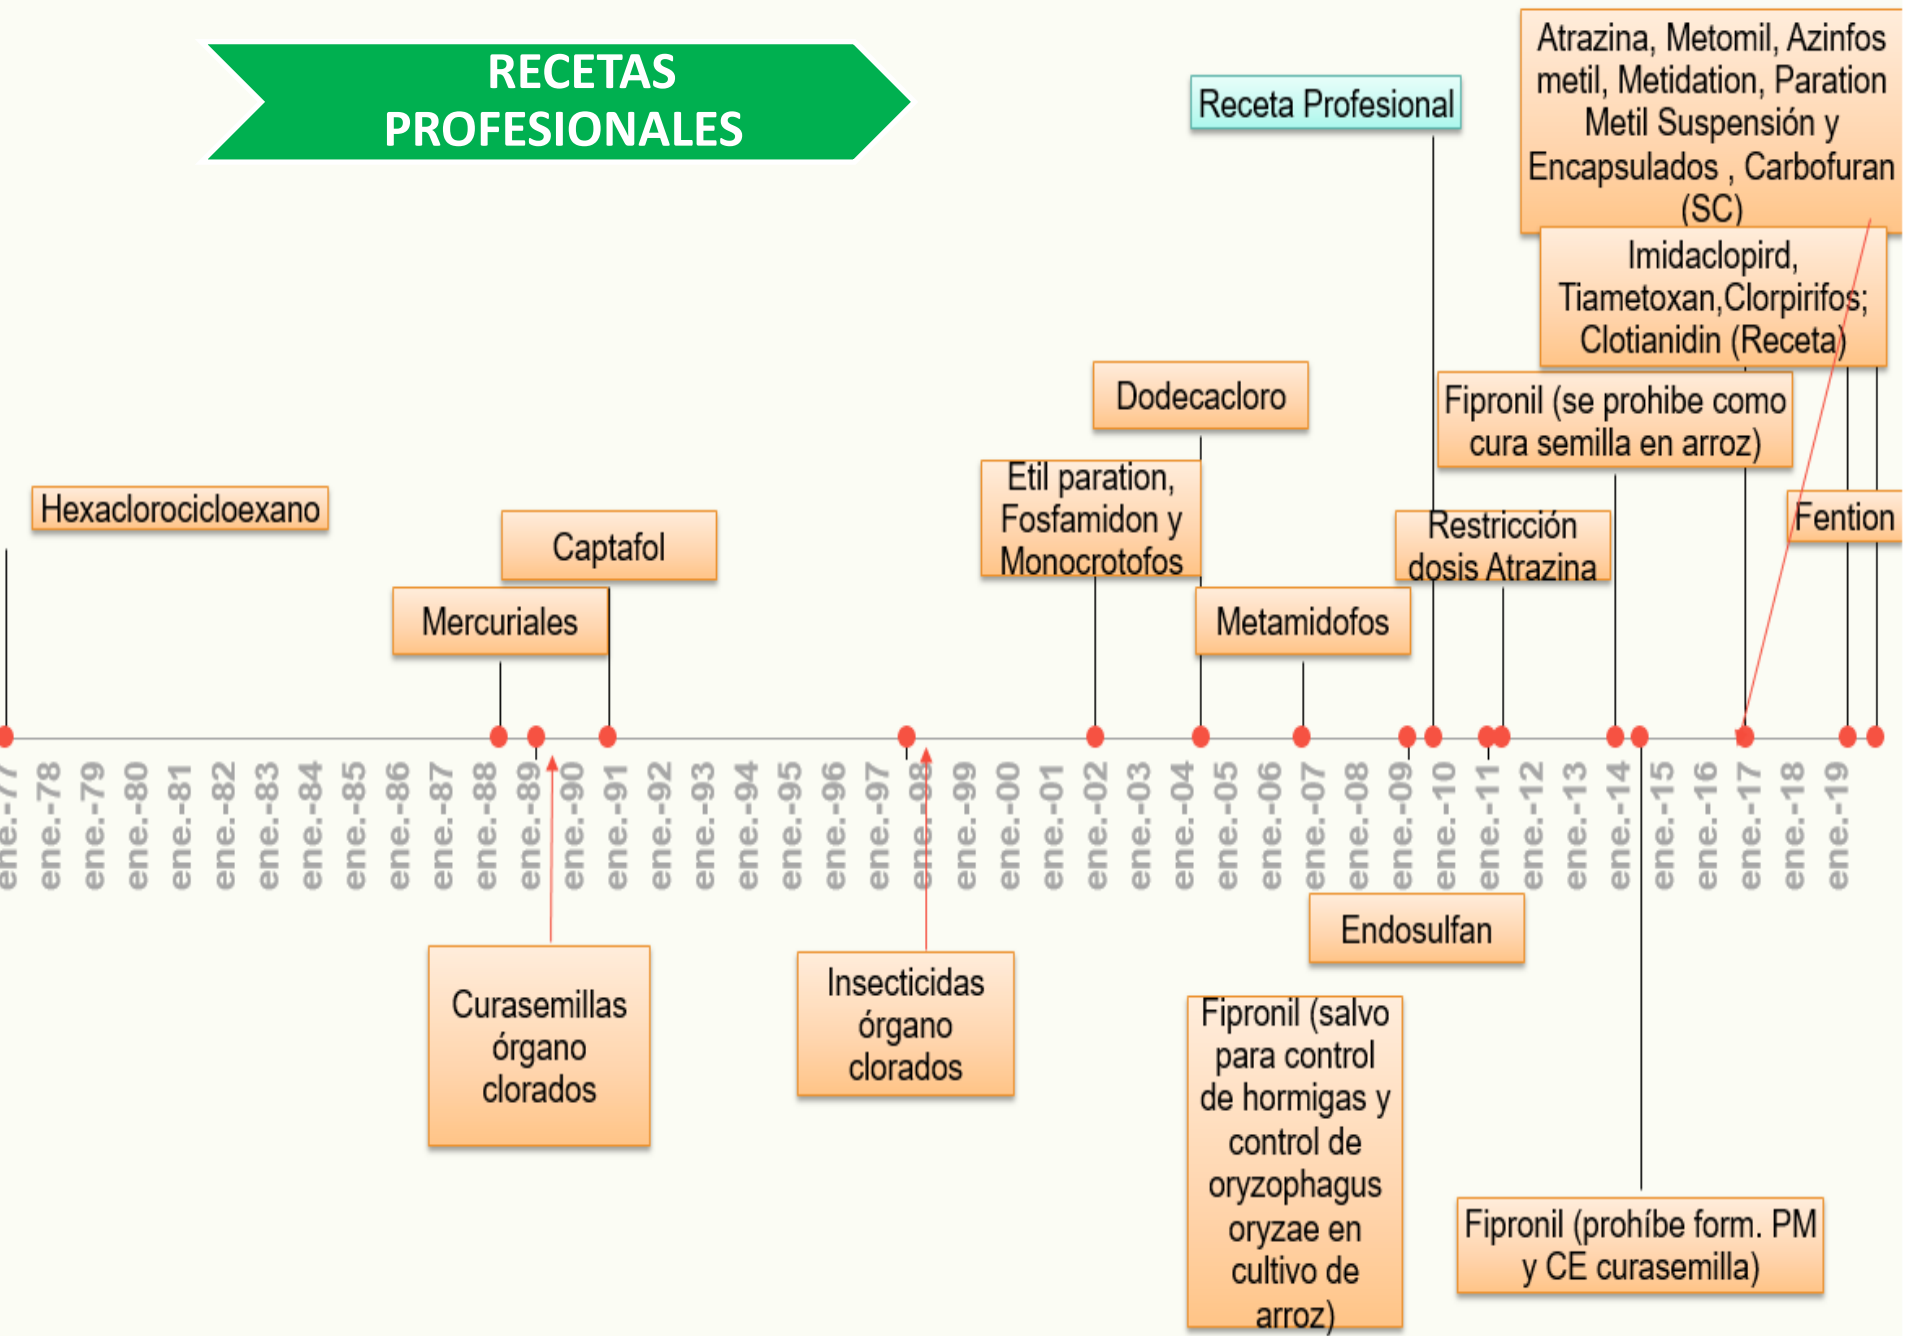 RECETAS
PROFESIONALES
Receta Profesional
Atrazina, Metomil, Azinfos
metil, Metidation, Paration
Metil Suspensión y
Encapsulados , Carbofuran
(SC)
Imidaclopird,
Tiametoxan,Clorpirifos;
Clotianidin (Receta)
Dodecacloro
Fipronil (se prohibe como
cura semilla en arroz)
Etil paration,
Fosfamidon y
Monocrotofos
Hexaclorocicloexano
Captafol
Restricción
dosis Atrazina
Fention
Mercuriales
Metamidofos
ene.-77
ene.-78
ene.-79
ene.-80
ene.-81
ene.-82
ene.-83
ene.-84
ene.-85
ene.-86
ene.-87
ene.-88
ene.-89
ene.-90
ene.-91
ene.-92
ene.-93
ene.-94
ene.-95
ene.-96
ene.-97
ene.-98
ene.-99
ene.-00
ene.-01
ene.-02
ene.-03
ene.-04
ene.-05
ene.-06
ene.-07
ene.-08
ene.-09
ene.-10
ene.-11
ene.-12
ene.-13
ene.-14
ene.-15
ene.-16
ene.-17
ene.-18
ene.-19
Endosulfan
Curasemillas
órgano
clorados
Insecticidas
órgano
clorados
Fipronil (salvo
para control
de hormigas y
control de
oryzophagus
oryzae en
cultivo de
arroz)
Fipronil (prohíbe form. PM
y CE curasemilla)